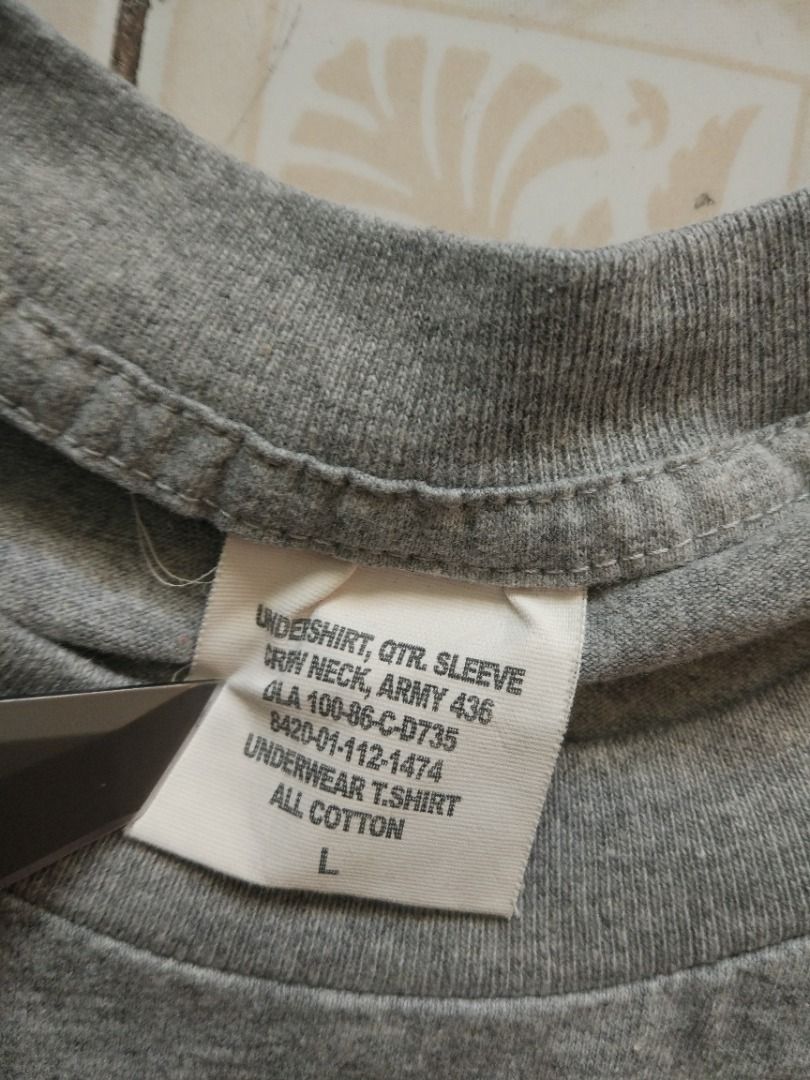 UNDERSHIRT, QTR. SLEEVE
CRW NECK, ARMY 436
DLA 100-86-C-D735
8420-01-112-1474
UNDERWEAR T.SHIRT
ALL COTTON
L